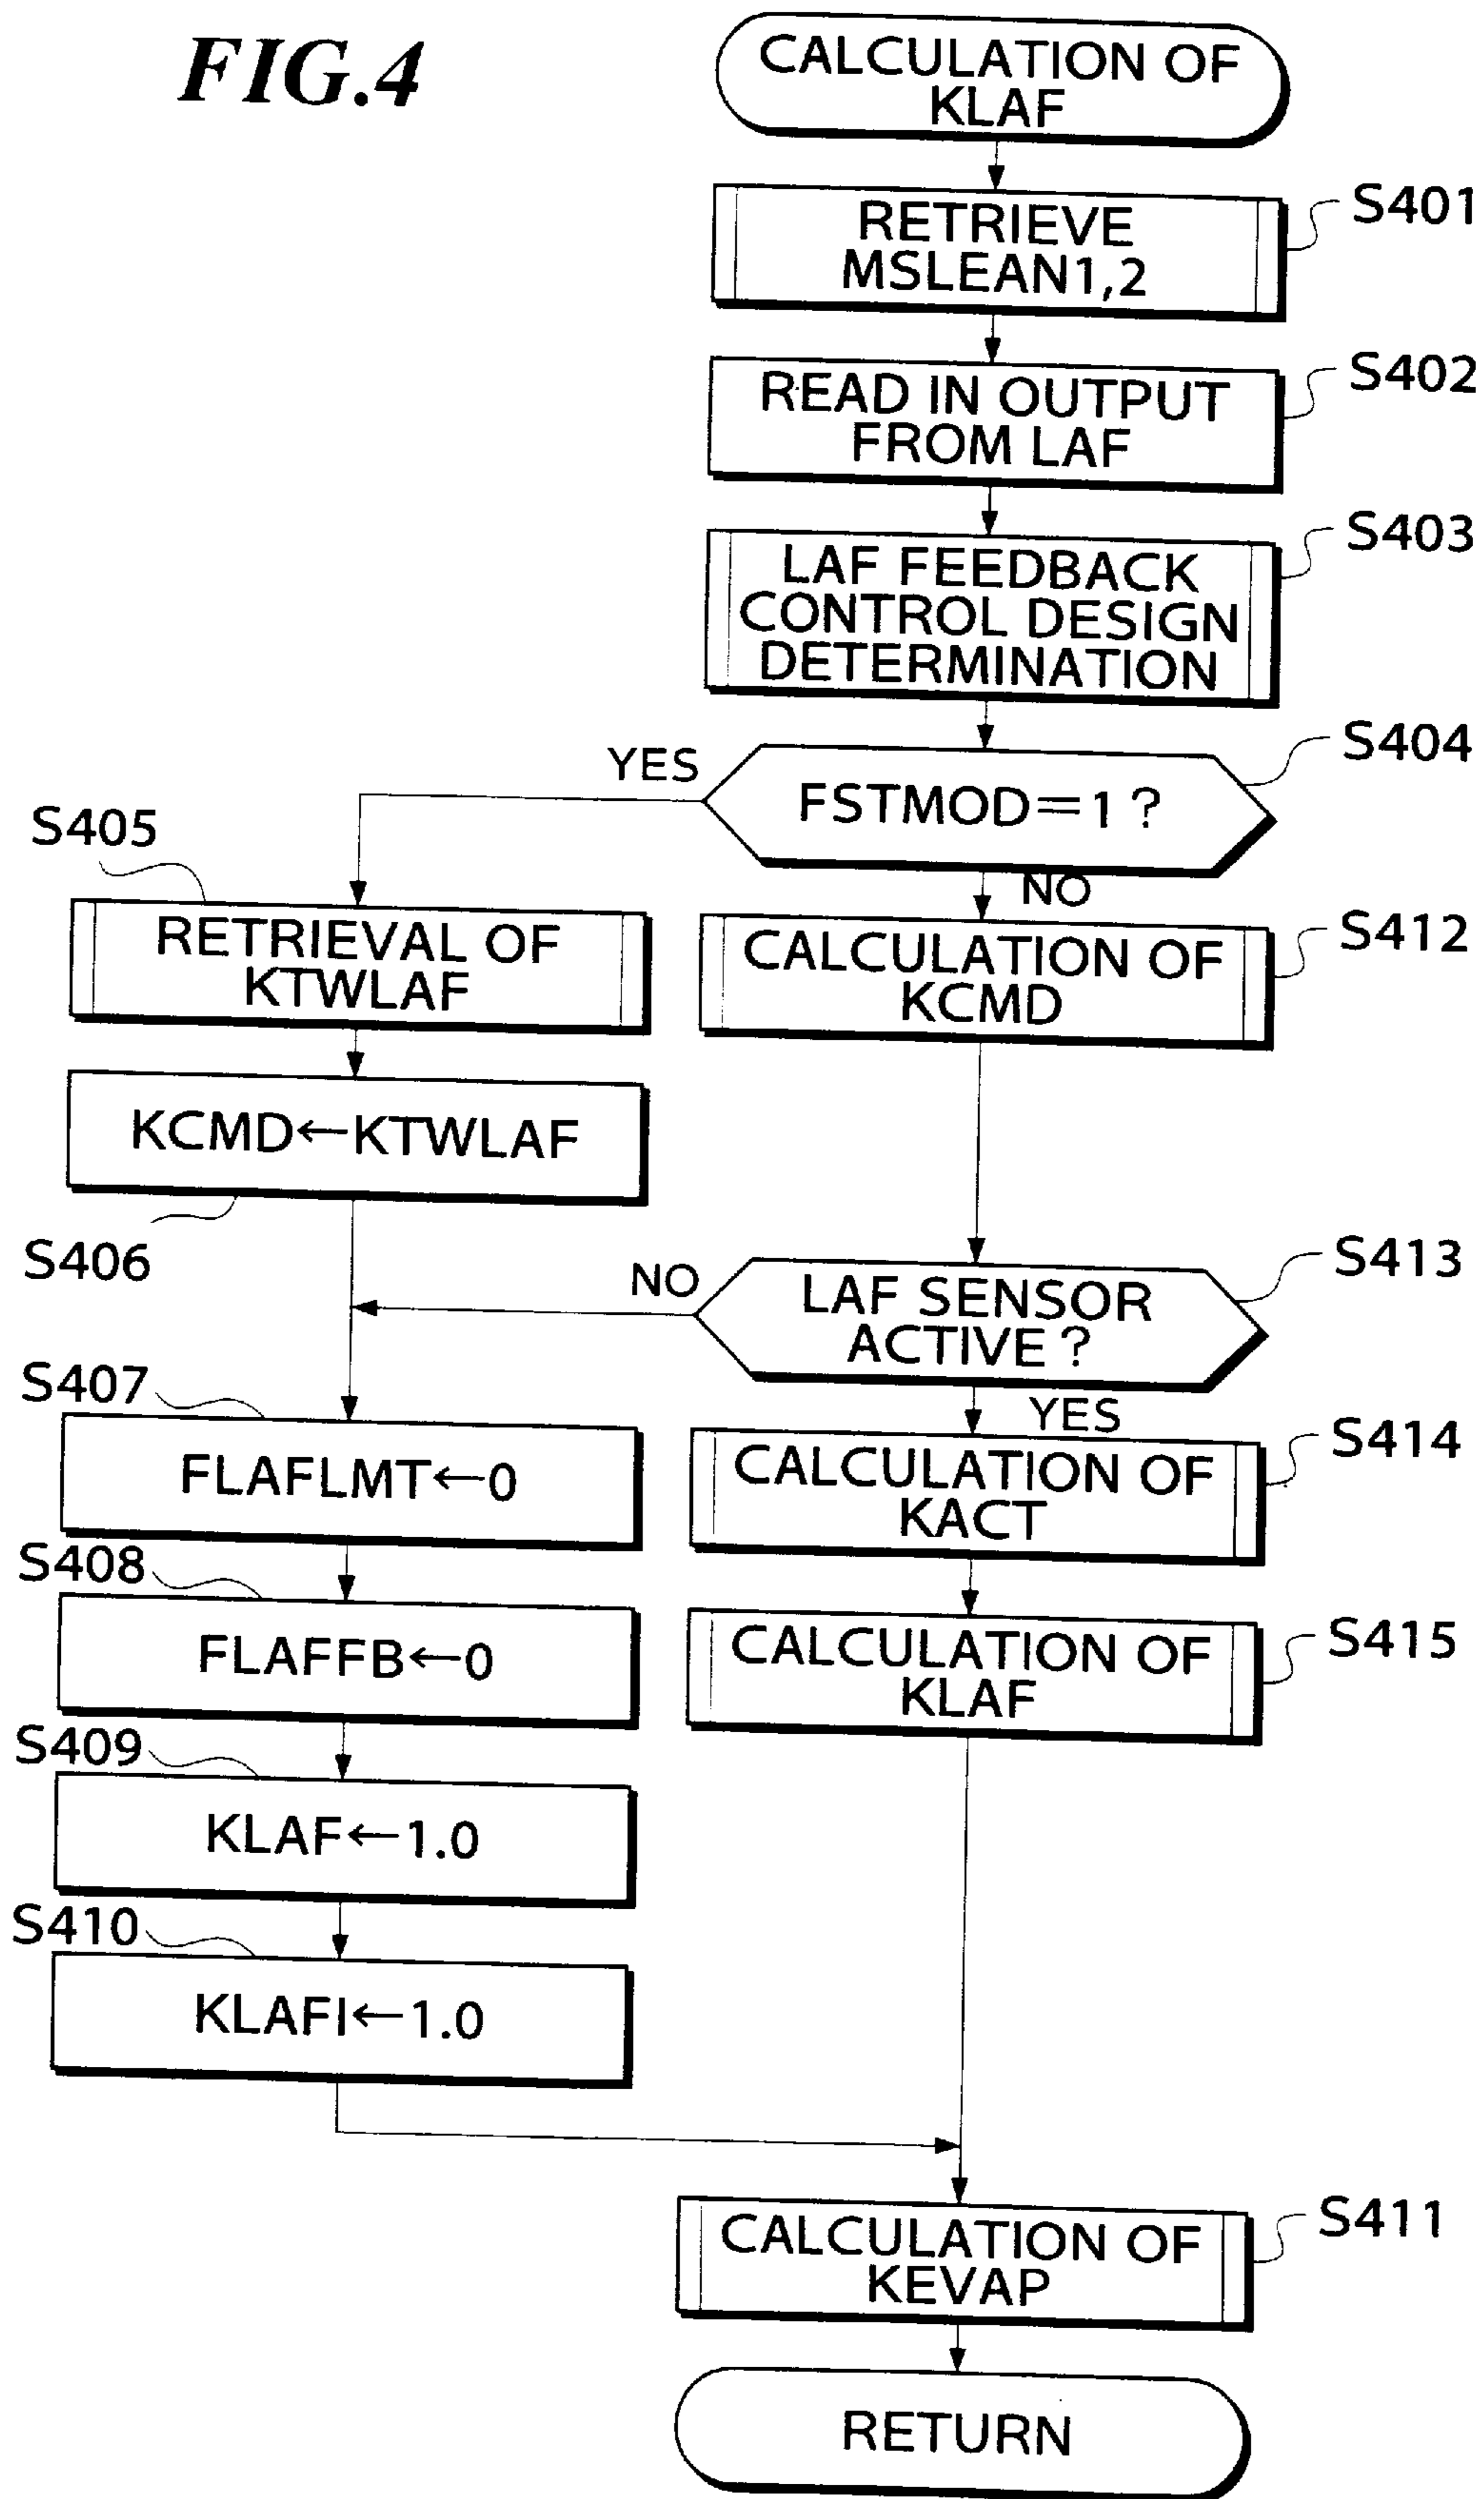 FIG.4
CALCULATION OF
KLAF
RETRIEVE
MSLEAN1,2
S401
READ IN OUTPUT
FROM LAF
S402
LAF FEEDBACK
CONTROL DESIGN
DETERMINATION
S403
FSTMOD=1?
S404
YES
NO
S405
RETRIEVAL OF
KTWLAF
CALCULATION OF
KCMD
S412
KCMD←KTWLAF
S406
LAF SENSOR
ACTIVE?
S413
NO
YES
S407
FLAFLMT←0
CALCULATION OF
KACT
S414
S408
FLAFFB←0
CALCULATION OF
KLAF
S415
S409
KLAF←1.0
S410
KLAFI←1.0
CALCULATION OF
KEVAP
S411
RETURN